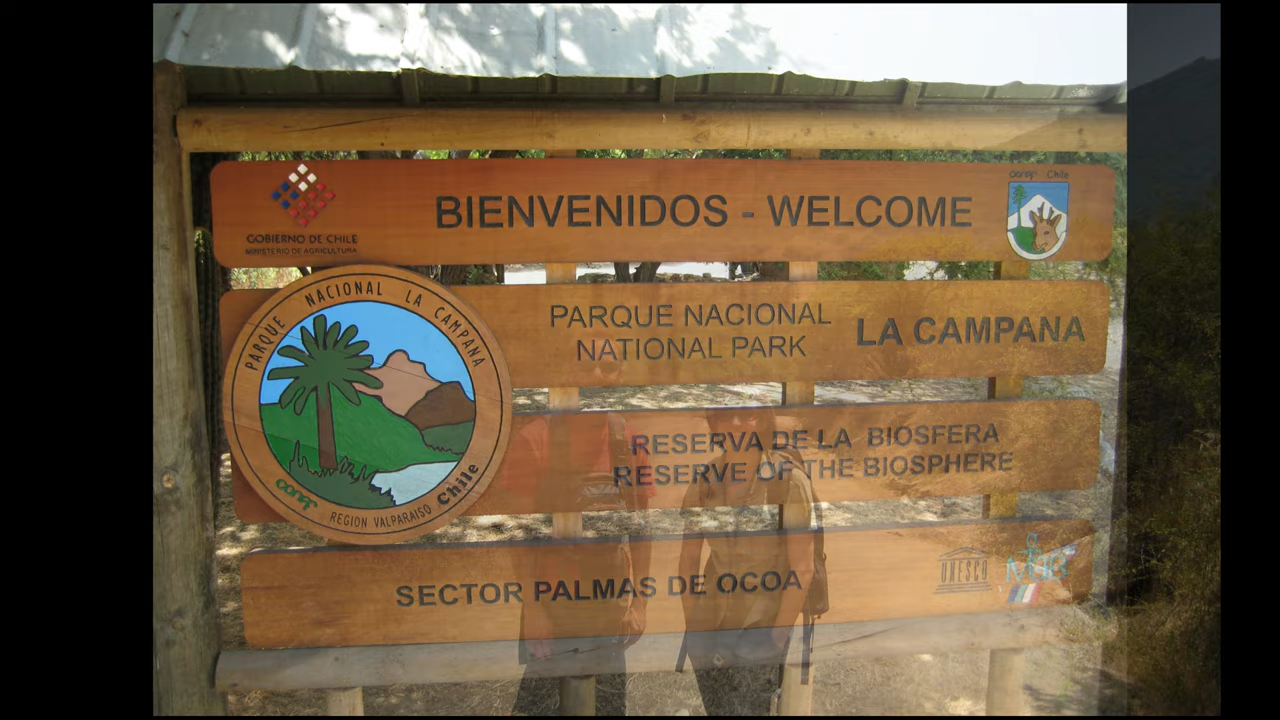 BIENVENIDOS - WELCOME
GOBIERNO DE CHILE
MINISTERIO DE AGRICULTURA
conaf Chile
PARQUE NACIONAL LA CAMPANA
conaf
REGION VALPARAISO
Chile
PARQUE NACIONAL
NATIONAL PARK
LA CAMPANA
RESERVA DE LA BIOSFERA
RESERVE OF THE BIOSPHERE
SECTOR PALMAS DE OCOA
UNESCO
MaB